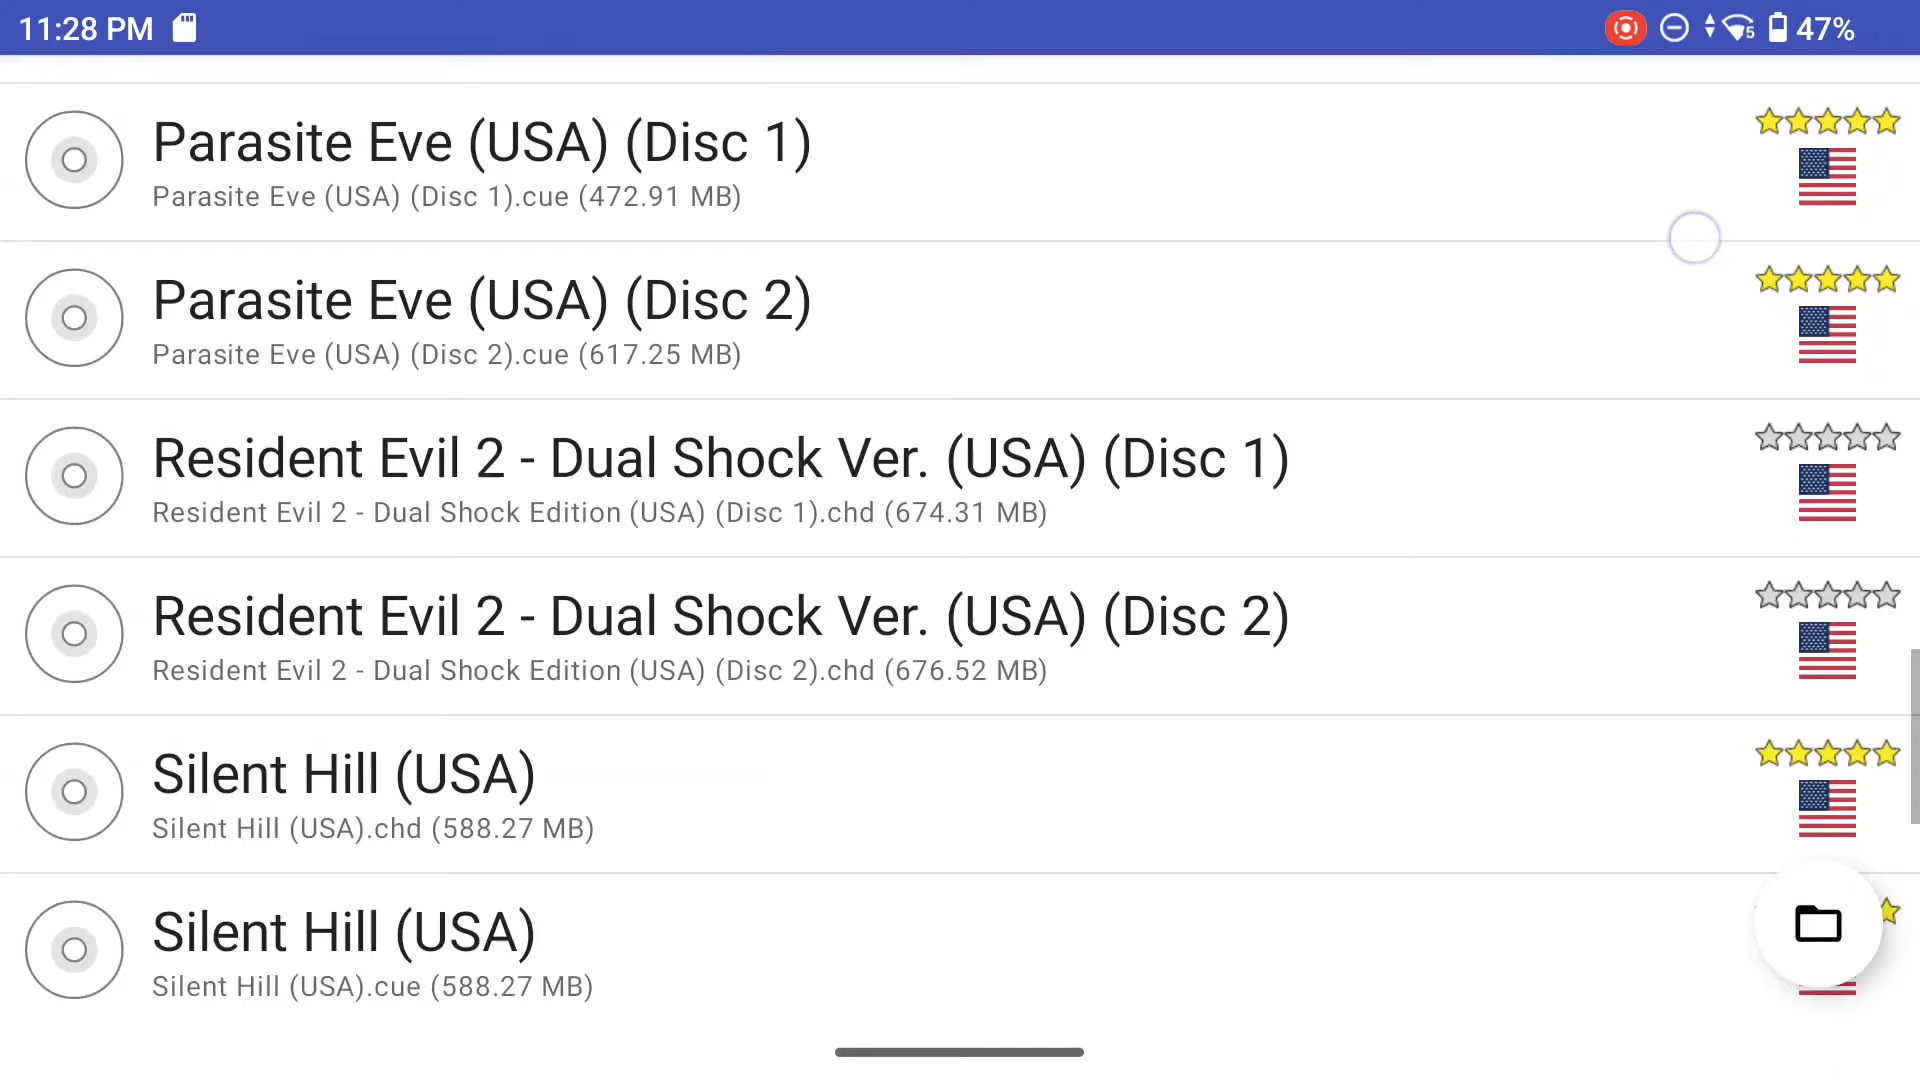 11:28 PM
5
47%
Parasite Eve (USA) (Disc 1)
Parasite Eve (USA) (Disc 1).cue (472.91 MB)
Parasite Eve (USA) (Disc 2)
Parasite Eve (USA) (Disc 2).cue (617.25 MB)
Resident Evil 2 - Dual Shock Ver. (USA) (Disc 1)
Resident Evil 2 - Dual Shock Edition (USA) (Disc 1).chd (674.31 MB)
Resident Evil 2 - Dual Shock Ver. (USA) (Disc 2)
Resident Evil 2 - Dual Shock Edition (USA) (Disc 2).chd (676.52 MB)
Silent Hill (USA)
Silent Hill (USA).chd (588.27 MB)
Silent Hill (USA)
Silent Hill (USA).cue (588.27 MB)